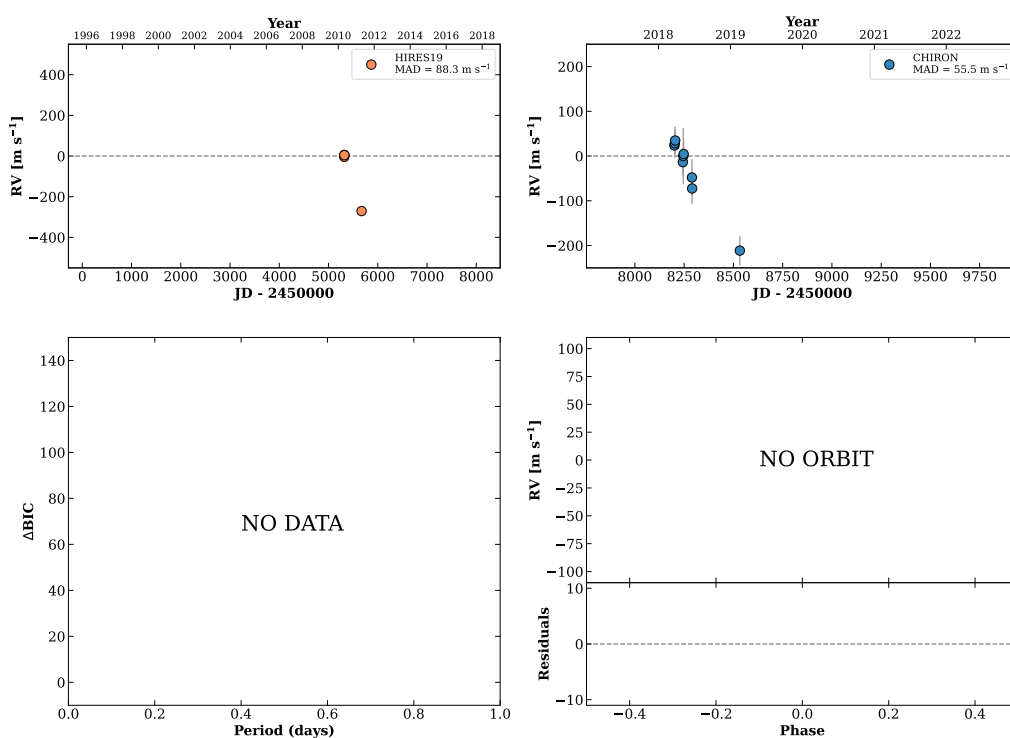 Year
1996 1998 2000 2002 2004 2006 2008 2010 2012 2014 2016 2018
HIRES19
MAD = 88.3 m s⁻¹
RV [m s⁻¹]
400
200
0
−200
−400
0 1000 2000 3000 4000 5000 6000 7000 8000
JD - 2450000
Year
2018 2019 2020 2021 2022
CHIRON
MAD = 55.5 m s⁻¹
RV [m s⁻¹]
200
100
0
−100
−200
8000 8250 8500 8750 9000 9250 9500 9750
JD - 2450000
ΔBIC
140
120
100
80
60
40
20
0
NO DATA
0.0 0.2 0.4 0.6 0.8 1.0
Period (days)
RV [m s⁻¹]
100
75
50
25
0
−25
−50
−75
−100
NO ORBIT
Residuals
10
0
−10
−0.4 −0.2 0.0 0.2 0.4
Phase